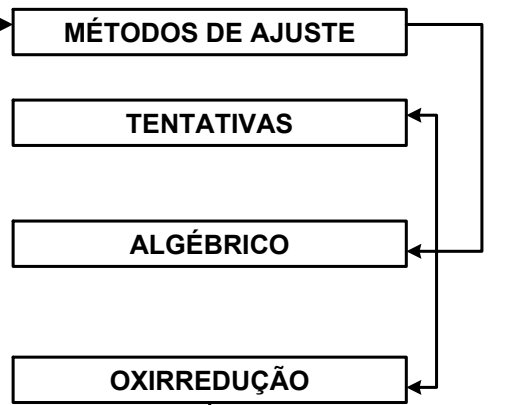 MÉTODOS DE AJUSTE
TENTATIVAS
ALGÉBRICO
OXIRREDUÇÃO